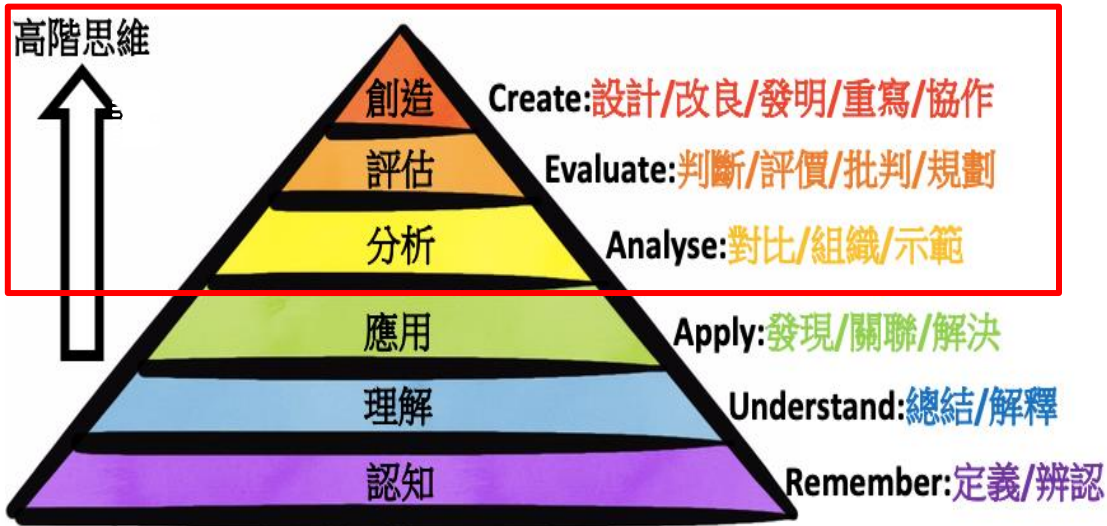 高階思維
創造
Create:設計/改良/發明/重寫/協作
評估
Evaluate:判斷/評價/批判/規劃
分析
Analyse:對比/組織/示範
應用
Apply:發現/關聯/解決
理解
Understand:總結/解釋
認知
Remember:定義/辨認